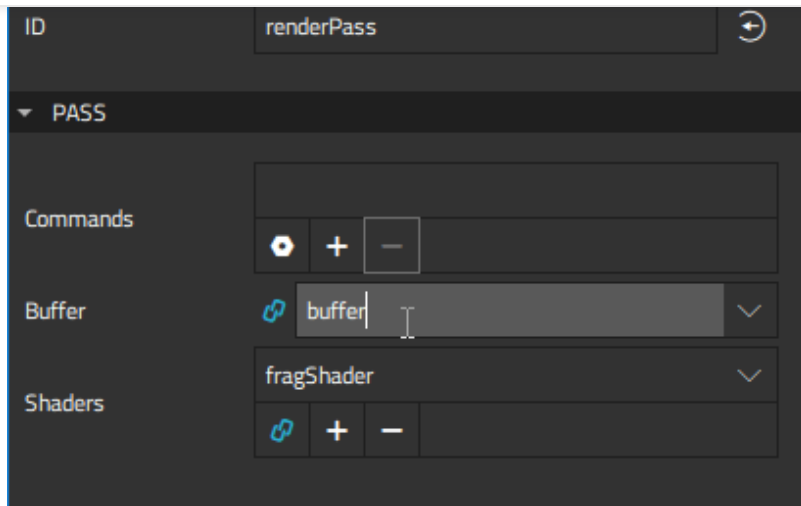 ID renderPass
PASS
Commands
Buffer buffer
fragShader
Shaders